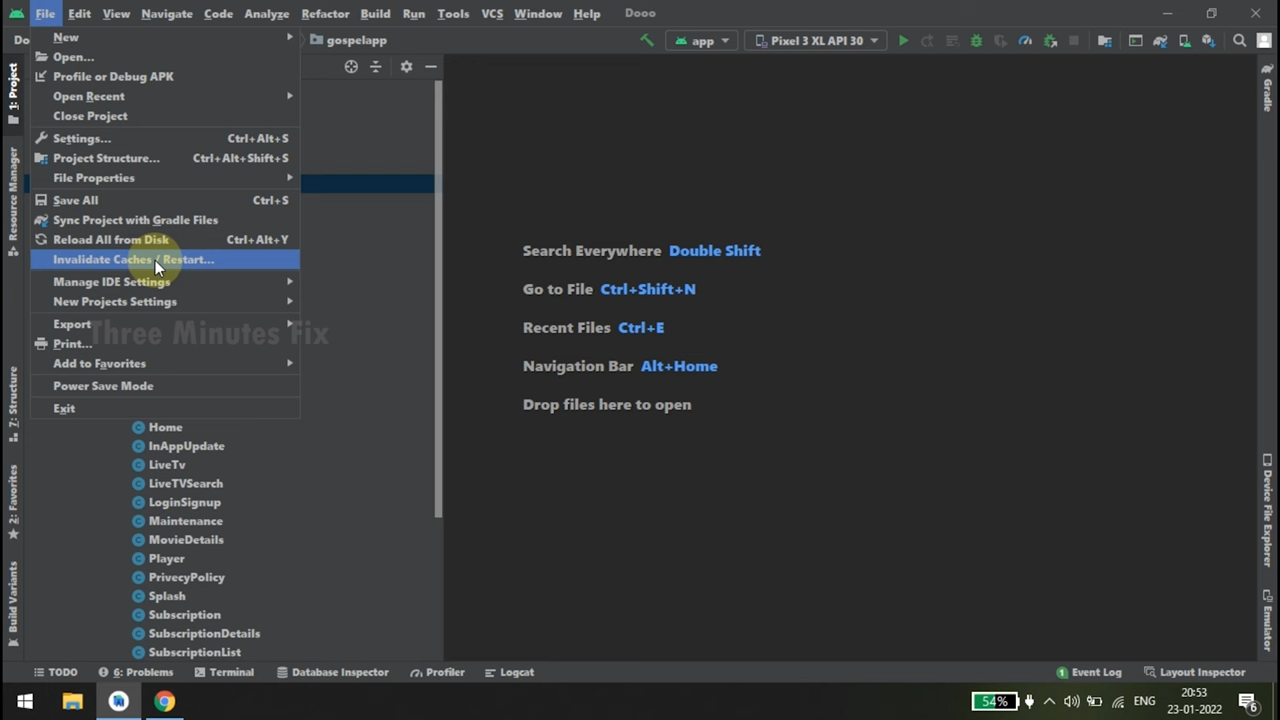 File Edit View Navigate Code Analyze Refactor Build Run Tools VCS Window Help Dooo
Do
gospelapp
app
Pixel 3 XL API 30
New
Open...
Profile or Debug APK
Open Recent
Close Project
Settings... Ctrl+Alt+S
Project Structure... Ctrl+Alt+Shift+S
File Properties
Save All Ctrl+S
Sync Project with Gradle Files
Reload All from Disk Ctrl+Alt+Y
Invalidate Caches / Restart...
Manage IDE Settings
New Projects Settings
Export
Print...
Add to Favorites
Power Save Mode
Exit
Three Minutes Fix
Home
InAppUpdate
LiveTv
LiveTVSearch
LoginSignup
Maintenance
MovieDetails
Player
PrivecyPolicy
Splash
Subscription
SubscriptionDetails
SubscriptionList
Search Everywhere Double Shift
Go to File Ctrl+Shift+N
Recent Files Ctrl+E
Navigation Bar Alt+Home
Drop files here to open
1: Project
Resource Manager
7: Structure
2: Favorites
Build Variants
Gradle
Device File Explorer
Emulator
TODO 6: Problems Terminal Database Inspector Profiler Logcat 1 Event Log Layout Inspector
54% ENG 20:53
23-01-2022
6